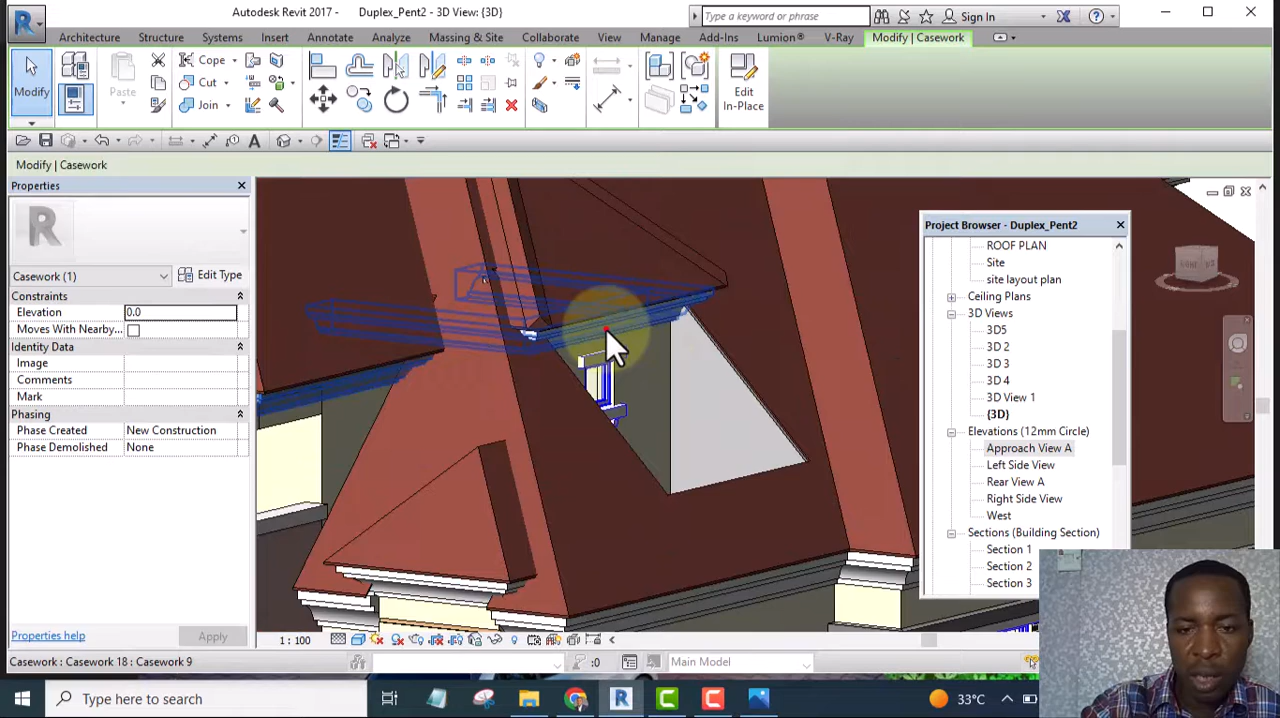 Autodesk Revit 2017 - Duplex_Pent2 - 3D View: {3D}
Type a keyword or phrase
Sign In
Architecture Structure Systems Insert Annotate Analyze Massing & Site Collaborate View Manage Add-Ins Lumion® V-Ray Modify | Casework
Modify
Paste
Cope
Cut
Join
Edit
In-Place
Modify | Casework
Properties
Casework (1)
Edit Type
Constraints
Elevation 0.0
Moves With Nearby...
Identity Data
Image
Comments
Mark
Phasing
Phase Created New Construction
Phase Demolished None
Properties help
Apply
Project Browser - Duplex_Pent2
ROOF PLAN
Site
site layout plan
Ceiling Plans
3D Views
3D5
3D 2
3D 3
3D 4
3D View 1
{3D}
Elevations (12mm Circle)
Approach View A
Left Side View
Rear View A
Right Side View
West
Sections (Building Section)
Section 1
Section 2
Section 3
1 : 100
Casework : Casework 18 : Casework 9
:0
Main Model
Type here to search
33°C